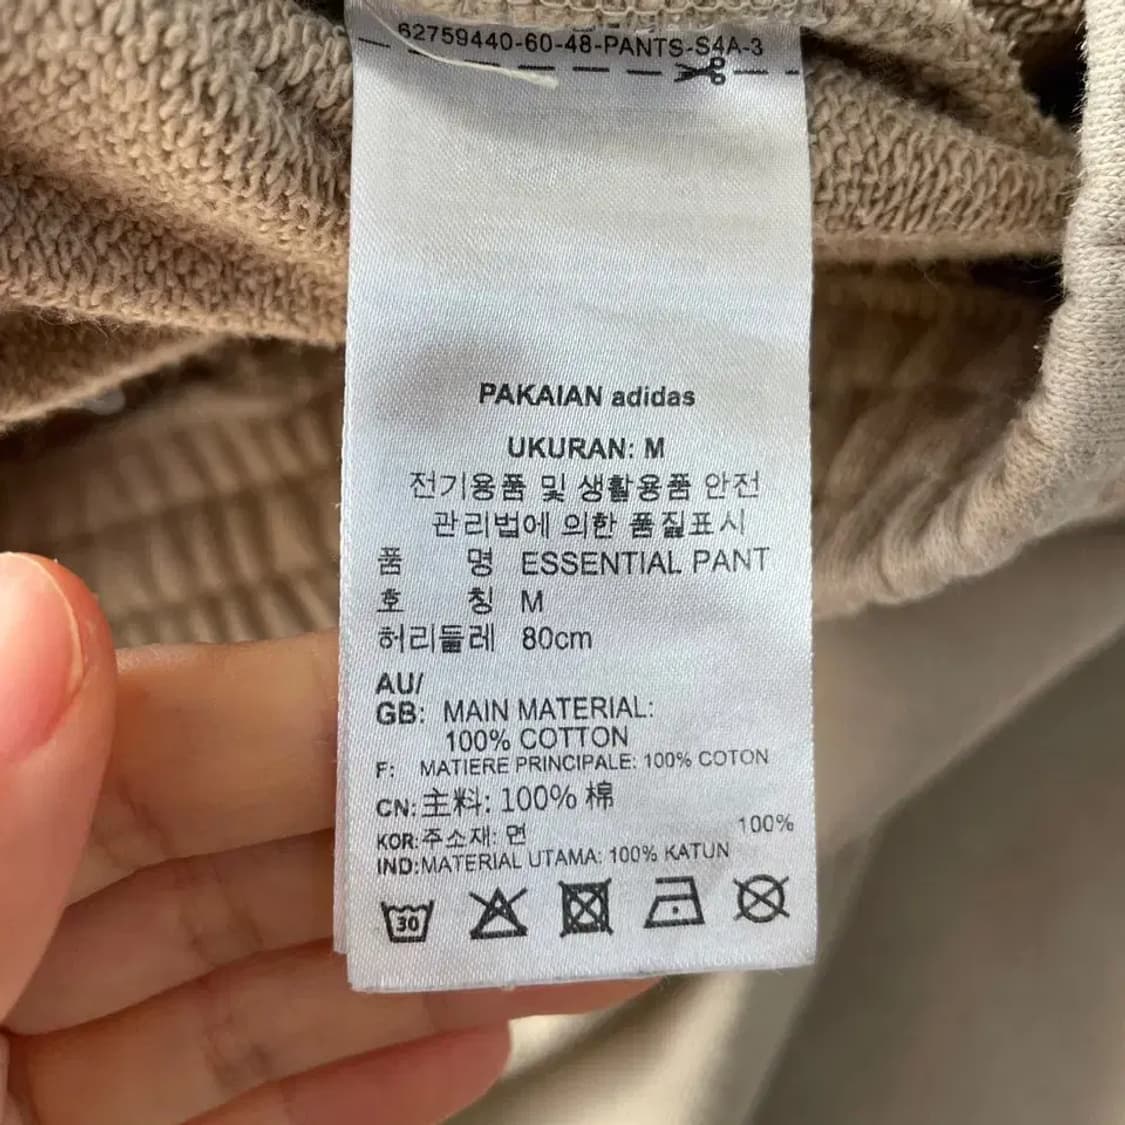 62759440-60-48-PANTS-S4A-3
PAKAIAN adidas
UKURAN: M
전기용품 및 생활용품 안전
관리법에 의한 품질표시
품 명 ESSENTIAL PANT
호 칭 M
허리둘레 80cm
AU/
GB: MAIN MATERIAL:
100% COTTON
F: MATIERE PRINCIPALE: 100% COTON
CN: 主料: 100% 棉
KOR: 주소재: 면 100%
IND: MATERIAL UTAMA: 100% KATUN
30